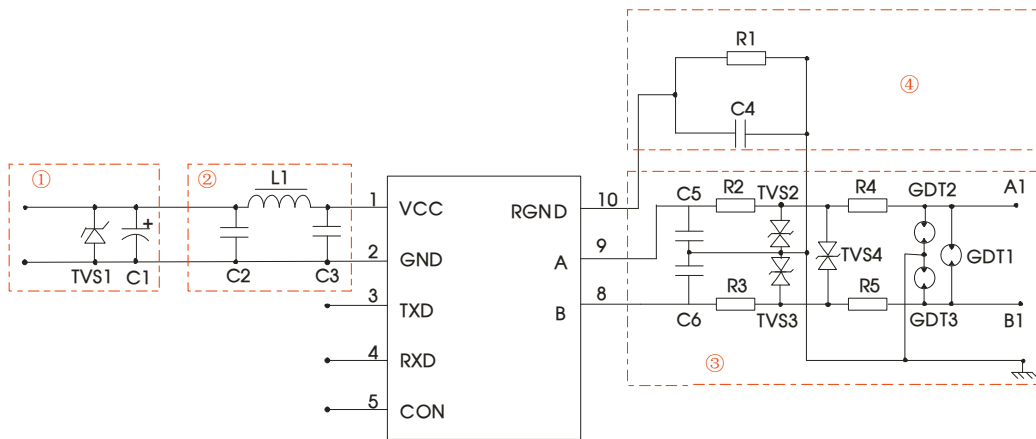 R1
④
C4
①
②
L1
③
1
VCC
2
GND
3
TXD
4
RXD
5
CON
10
RGND
9
A
8
B
TVS1
C1
C2
C3
C5
R2
TVS2
R4
GDT2
A1
TVS4
GDT1
C6
R3
TVS3
R5
GDT3
B1